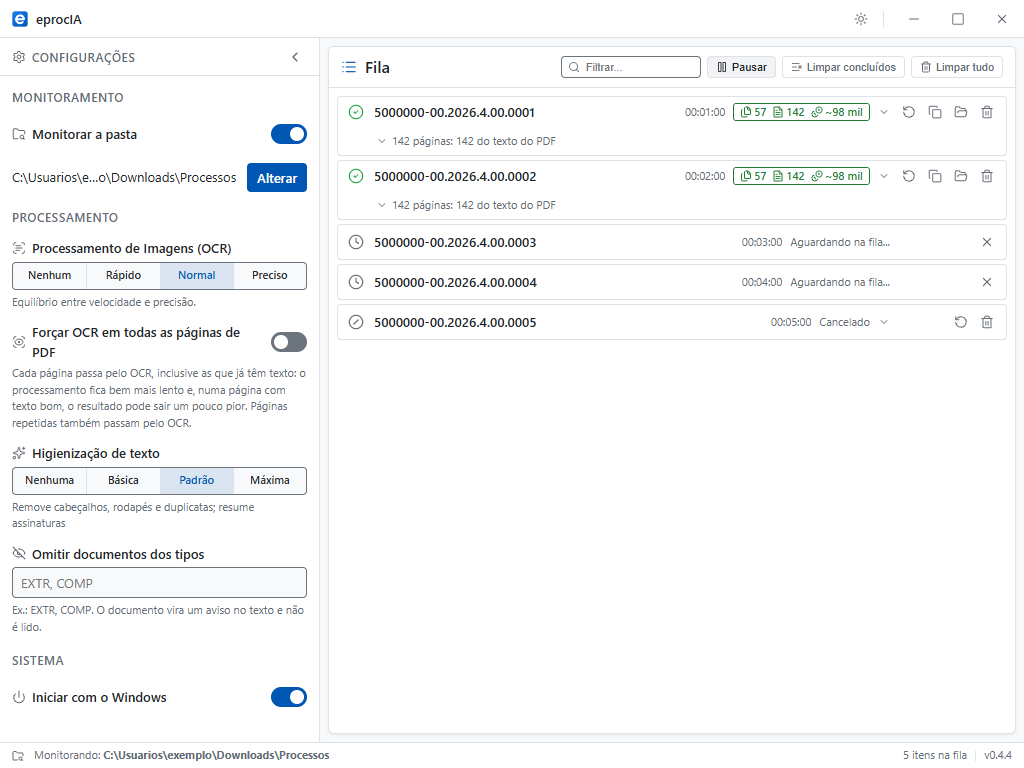 eprocIA
CONFIGURAÇÕES
MONITORAMENTO
Monitorar a pasta
C:\Usuarios\e...o\Downloads\Processos
Alterar
PROCESSAMENTO
Processamento de Imagens (OCR)
Nenhum Rápido Normal Preciso
Equilíbrio entre velocidade e precisão.
Forçar OCR em todas as páginas de
PDF
Cada página passa pelo OCR, inclusive as que já têm texto: o
processamento fica bem mais lento e, numa página com
texto bom, o resultado pode sair um pouco pior. Páginas
repetidas também passam pelo OCR.
Higienização de texto
Nenhuma Básica Padrão Máxima
Remove cabeçalhos, rodapés e duplicatas; resume
assinaturas
Omitir documentos dos tipos
EXTR, COMP
Ex.: EXTR, COMP. O documento vira um aviso no texto e não
é lido.
SISTEMA
Iniciar com o Windows
Fila
Filtrar...
Pausar
Limpar concluídos
Limpar tudo
5000000-00.2026.4.00.0001 00:01:00 57 142 ~98 mil
142 páginas: 142 do texto do PDF
5000000-00.2026.4.00.0002 00:02:00 57 142 ~98 mil
142 páginas: 142 do texto do PDF
5000000-00.2026.4.00.0003 00:03:00 Aguardando na fila...
5000000-00.2026.4.00.0004 00:04:00 Aguardando na fila...
5000000-00.2026.4.00.0005 00:05:00 Cancelado
Monitorando: C:\Usuarios\exemplo\Downloads\Processos
5 itens na fila v0.4.4